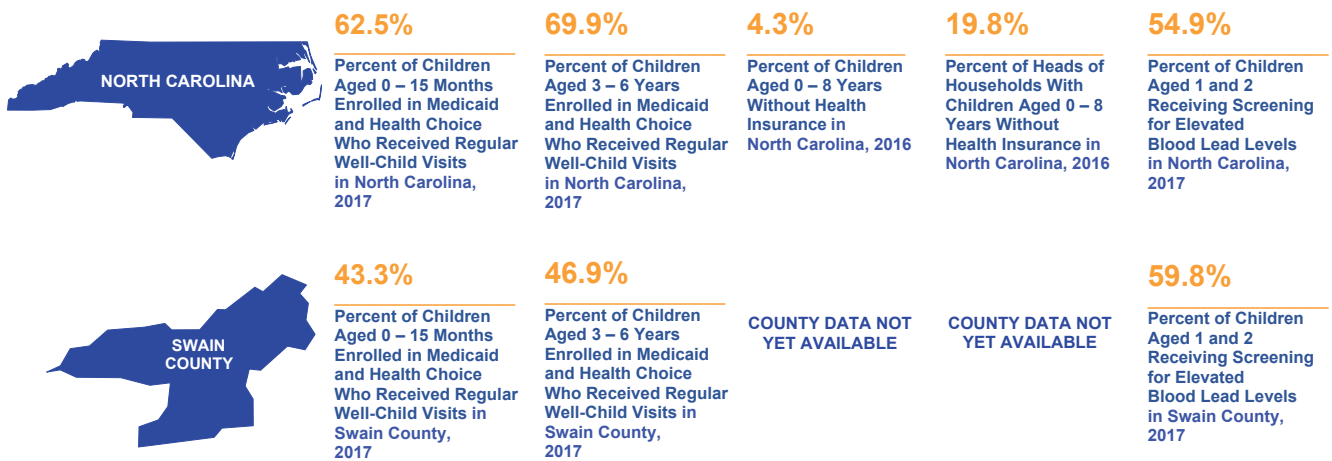 NORTH CAROLINA
62.5%
Percent of Children
Aged 0 – 15 Months
Enrolled in Medicaid
and Health Choice
Who Received Regular
Well-Child Visits
in North Carolina,
2017
69.9%
Percent of Children
Aged 3 – 6 Years
Enrolled in Medicaid
and Health Choice
Who Received Regular
Well-Child Visits
in North Carolina,
2017
4.3%
Percent of Children
Aged 0 – 8 Years
Without Health
Insurance in
North Carolina, 2016
19.8%
Percent of Heads of
Households With
Children Aged 0 – 8
Years Without
Health Insurance in
North Carolina, 2016
54.9%
Percent of Children
Aged 1 and 2
Receiving Screening
for Elevated
Blood Lead Levels
in North Carolina,
2017
SWAIN
COUNTY
43.3%
Percent of Children
Aged 0 – 15 Months
Enrolled in Medicaid
and Health Choice
Who Received Regular
Well-Child Visits in
Swain County,
2017
46.9%
Percent of Children
Aged 3 – 6 Years
Enrolled in Medicaid
and Health Choice
Who Received Regular
Well-Child Visits in
Swain County,
2017
COUNTY DATA NOT
YET AVAILABLE
COUNTY DATA NOT
YET AVAILABLE
59.8%
Percent of Children
Aged 1 and 2
Receiving Screening
for Elevated
Blood Lead Levels
in Swain County,
2017